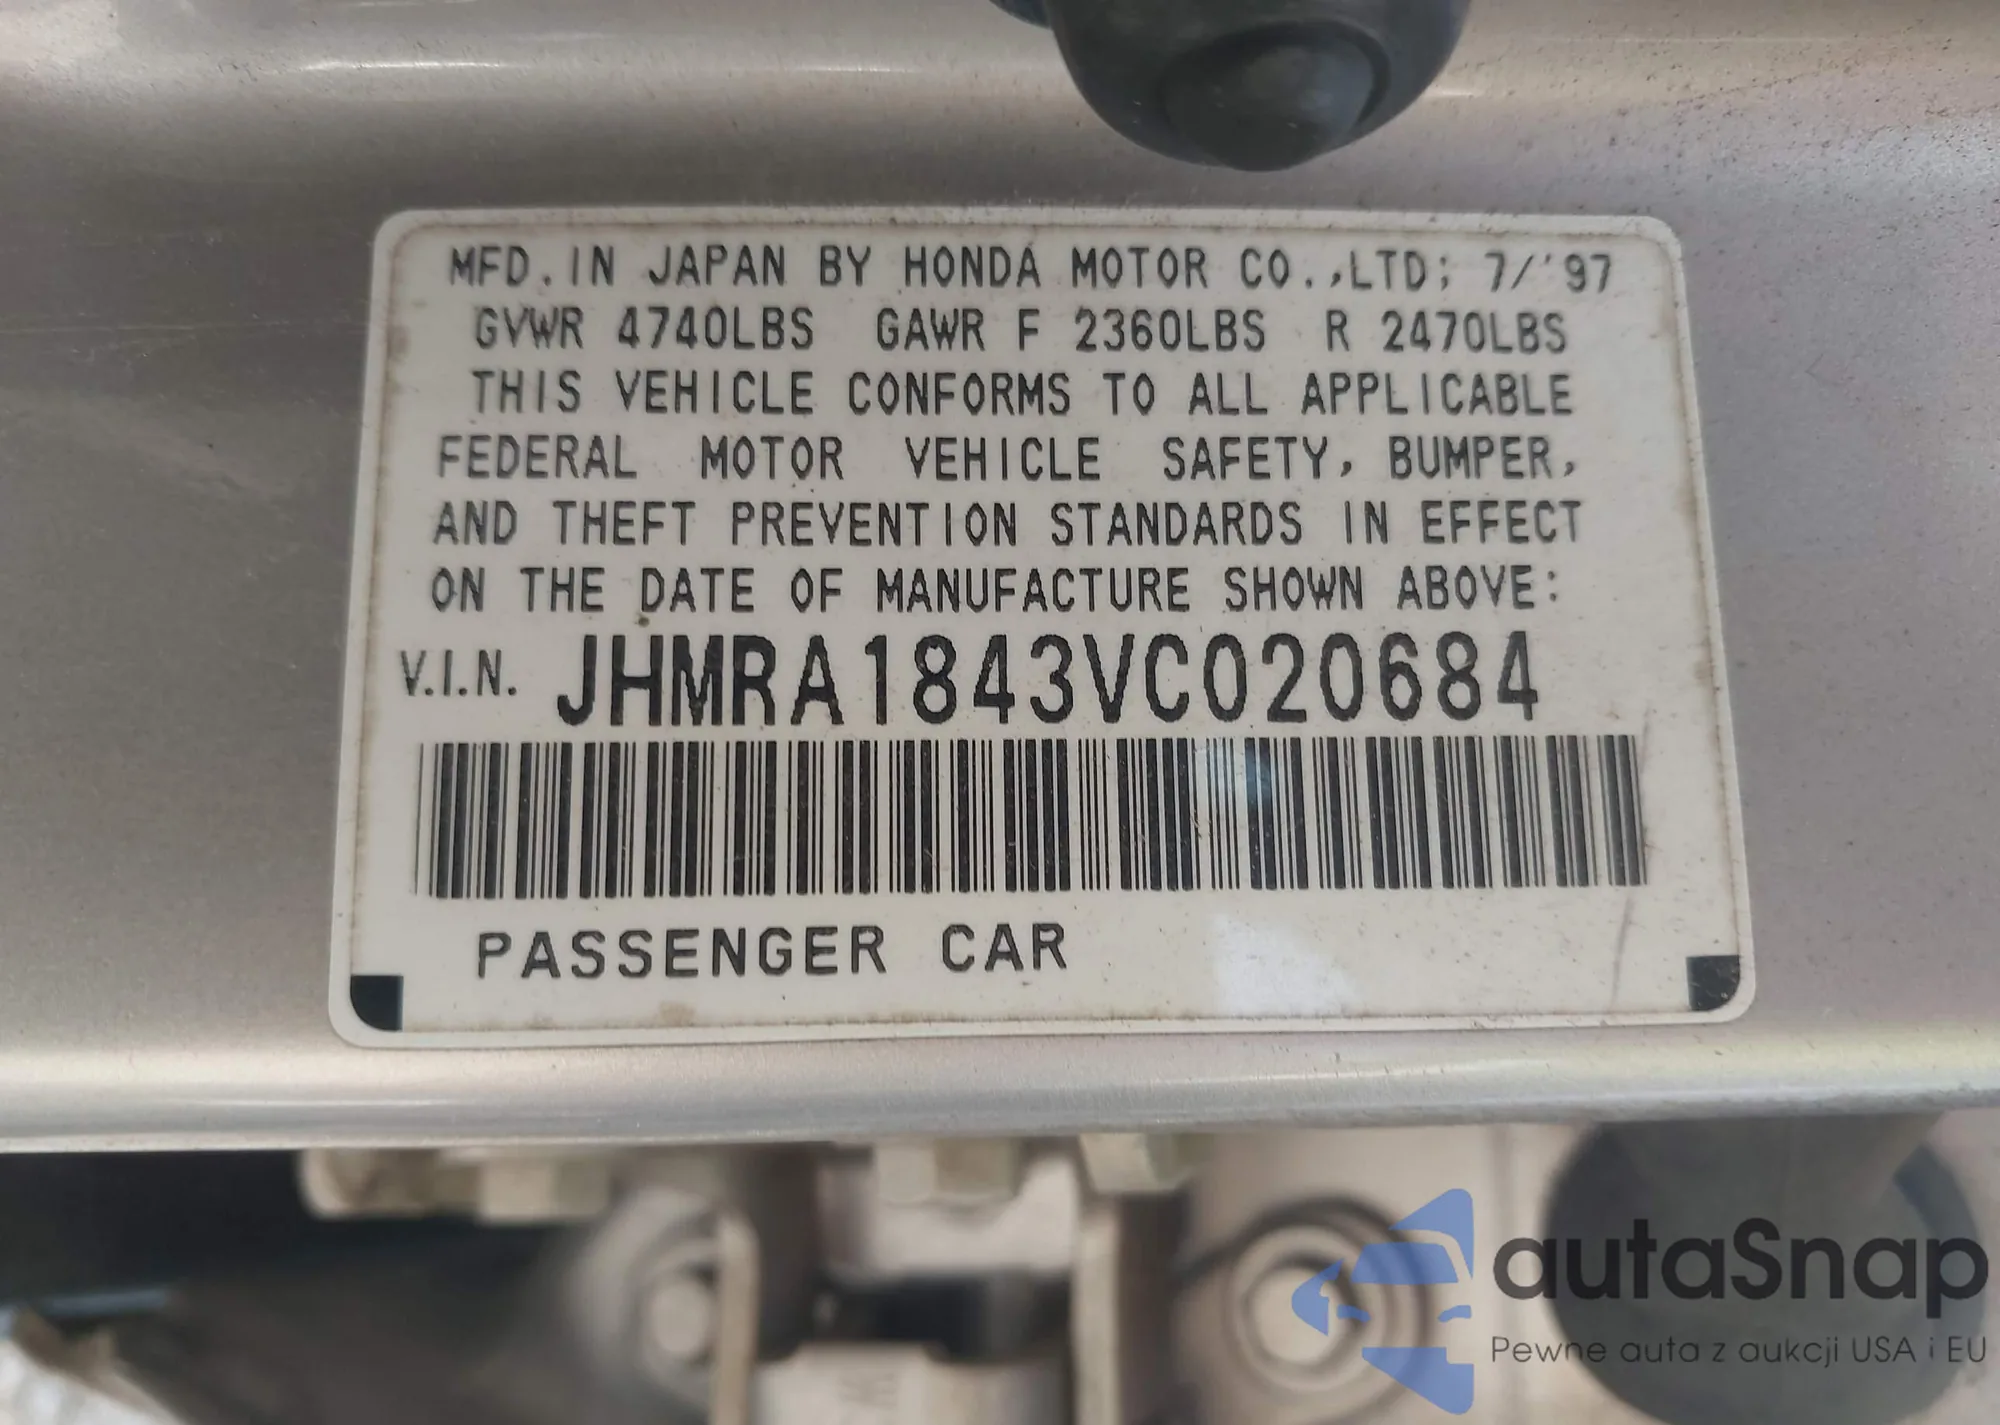 MFD. IN JAPAN BY HONDA MOTOR CO., LTD; 7/'97
GVWR 4740LBS GAWR F 2360LBS R 2470LBS
THIS VEHICLE CONFORMS TO ALL APPLICABLE
FEDERAL MOTOR VEHICLE SAFETY, BUMPER,
AND THEFT PREVENTION STANDARDS IN EFFECT
ON THE DATE OF MANUFACTURE SHOWN ABOVE:
V.I.N. JHMRA1843VC020684
PASSENGER CAR
autaSnap
Pewne auta z aukcji USA i EU